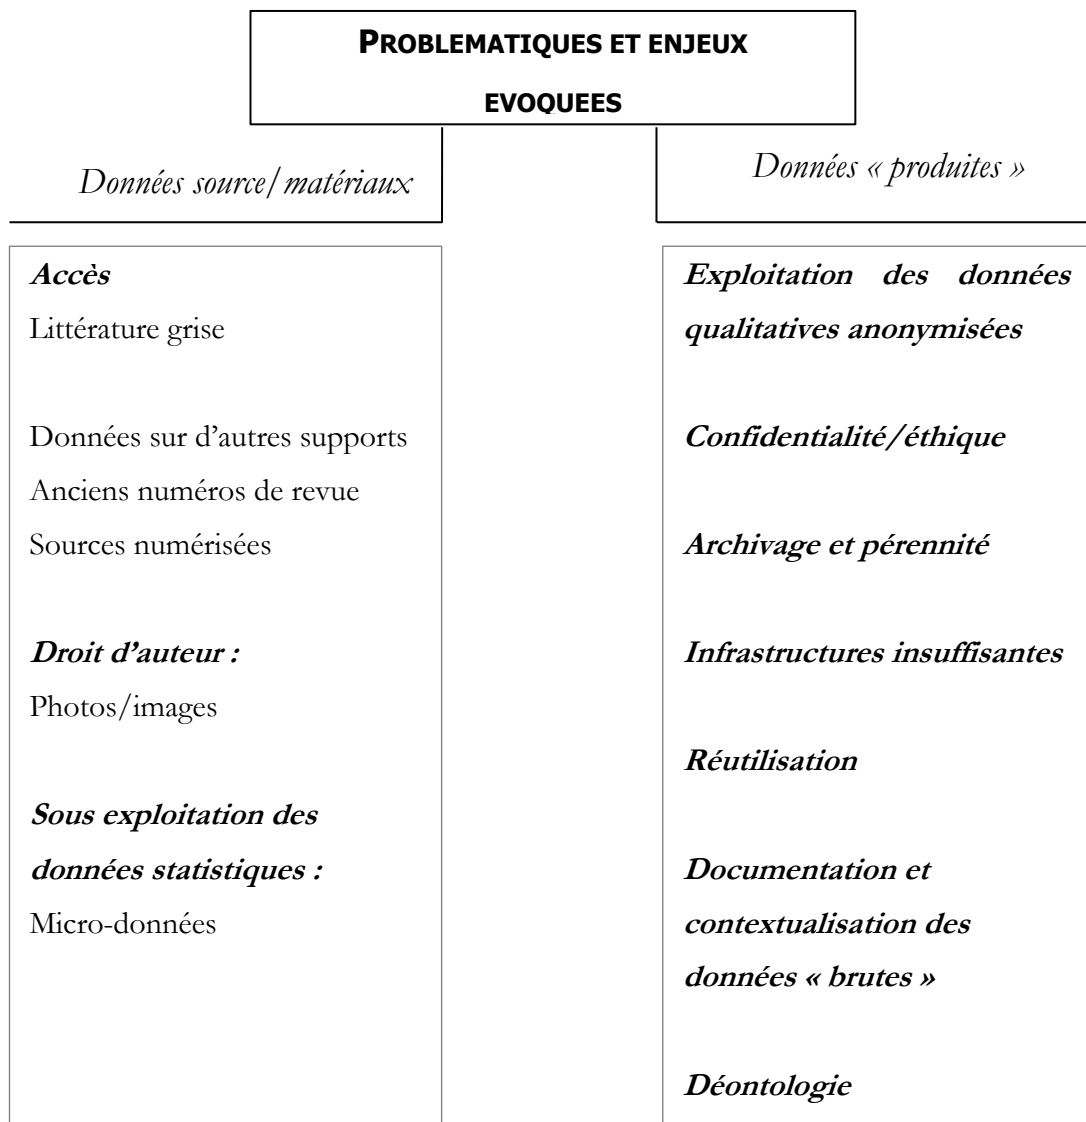 PROBLEMATIQUES ET ENJEUX
EVOQUEES
Données source/matériaux
Données « produites »
Accès
Littérature grise
Données sur d'autres supports
Anciens numéros de revue
Sources numérisées
Droit d'auteur :
Photos/images
Sous exploitation des
données statistiques :
Micro-données
Exploitation des données
qualitatives anonymisées
Confidentialité/éthique
Archivage et pérennité
Infrastructures insuffisantes
Réutilisation
Documentation et
contextualisation des
données « brutes »
Déontologie